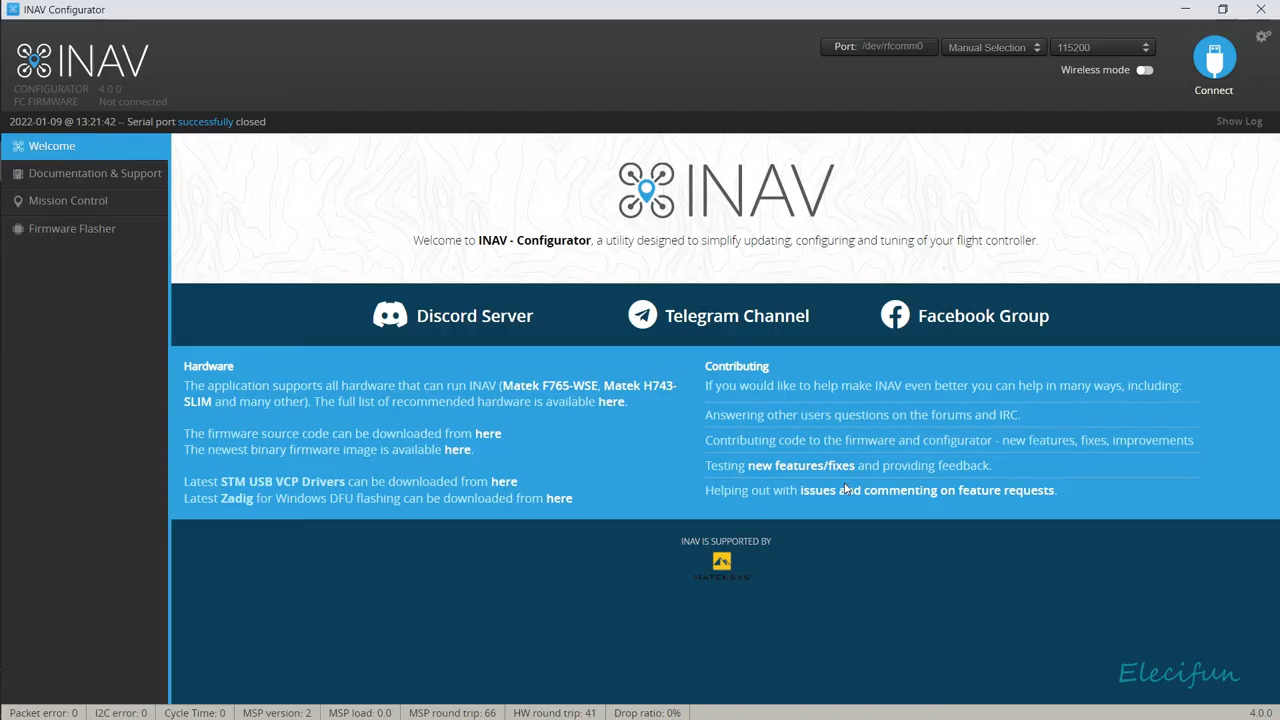 INAV Configurator
INAV
CONFIGURATOR 4.0.0
FC FIRMWARE Not connected
Port: /dev/rfcomm0 Manual Selection 115200
Wireless mode
Connect
2022-01-09 @ 13:21:42 -- Serial port successfully closed
Show Log
Welcome
Documentation & Support
Mission Control
Firmware Flasher
INAV
Welcome to INAV - Configurator, a utility designed to simplify updating, configuring and tuning of your flight controller.
Discord Server
Telegram Channel
Facebook Group
Hardware
The application supports all hardware that can run INAV (Matek F765-WSE, Matek H743-
SLIM and many other). The full list of recommended hardware is available here.
The firmware source code can be downloaded from here
The newest binary firmware image is available here.
Latest STM USB VCP Drivers can be downloaded from here
Latest Zadig for Windows DFU flashing can be downloaded from here
Contributing
If you would like to help make INAV even better you can help in many ways, including:
Answering other users questions on the forums and IRC.
Contributing code to the firmware and configurator - new features, fixes, improvements
Testing new features/fixes and providing feedback.
Helping out with issues and commenting on feature requests.
INAV IS SUPPORTED BY
MATEKSYS
Elecifun
Packet error: 0 I2C error: 0 Cycle Time: 0 MSP version: 2 MSP load: 0.0 MSP round trip: 66 HW round trip: 41 Drop ratio: 0% 4.0.0